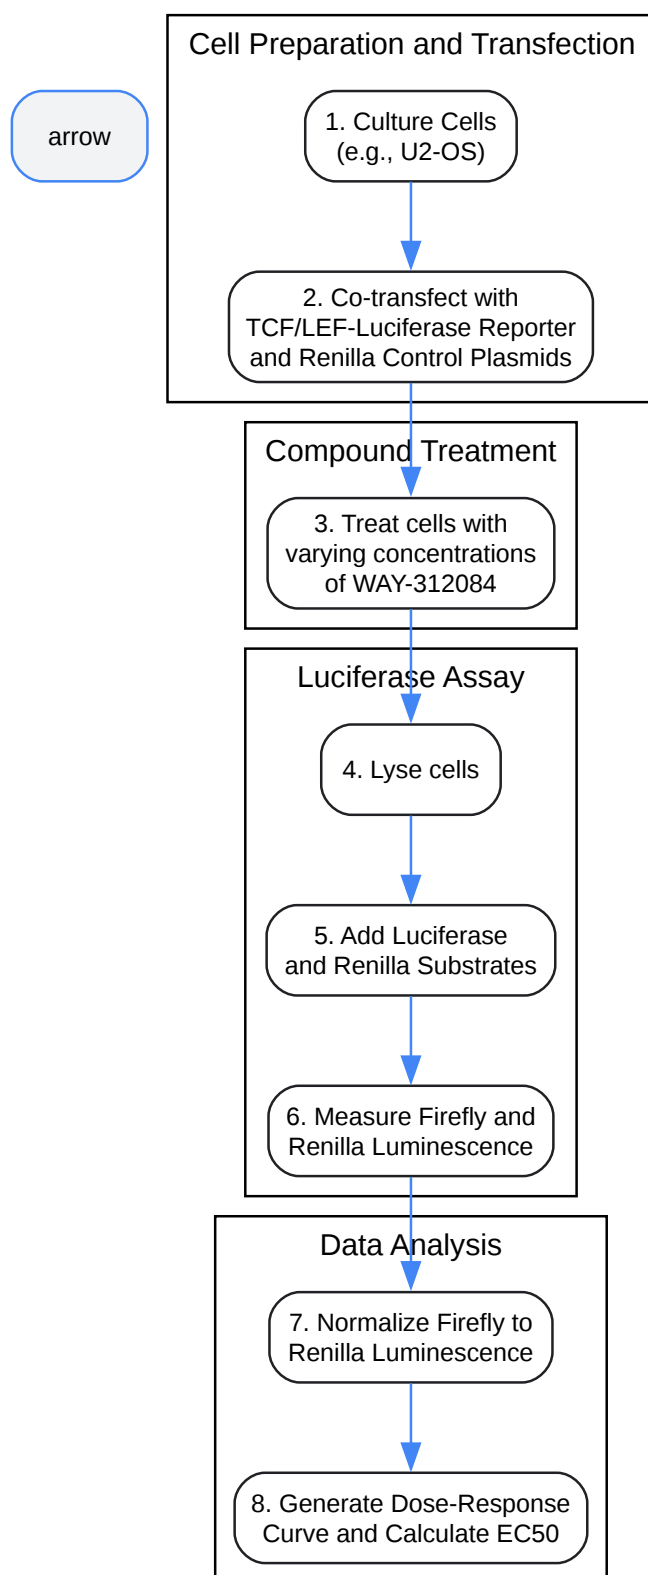 Cell Preparation and Transfection
arrow
1. Culture Cells
(e.g., U2-OS)
2. Co-transfect with
TCF/LEF-Luciferase Reporter
and Renilla Control Plasmids
Compound Treatment
3. Treat cells with
varying concentrations
of WAY-312084
Luciferase Assay
4. Lyse cells
5. Add Luciferase
and Renilla Substrates
6. Measure Firefly and
Renilla Luminescence
Data Analysis
7. Normalize Firefly to
Renilla Luminescence
8. Generate Dose-Response
Curve and Calculate EC50